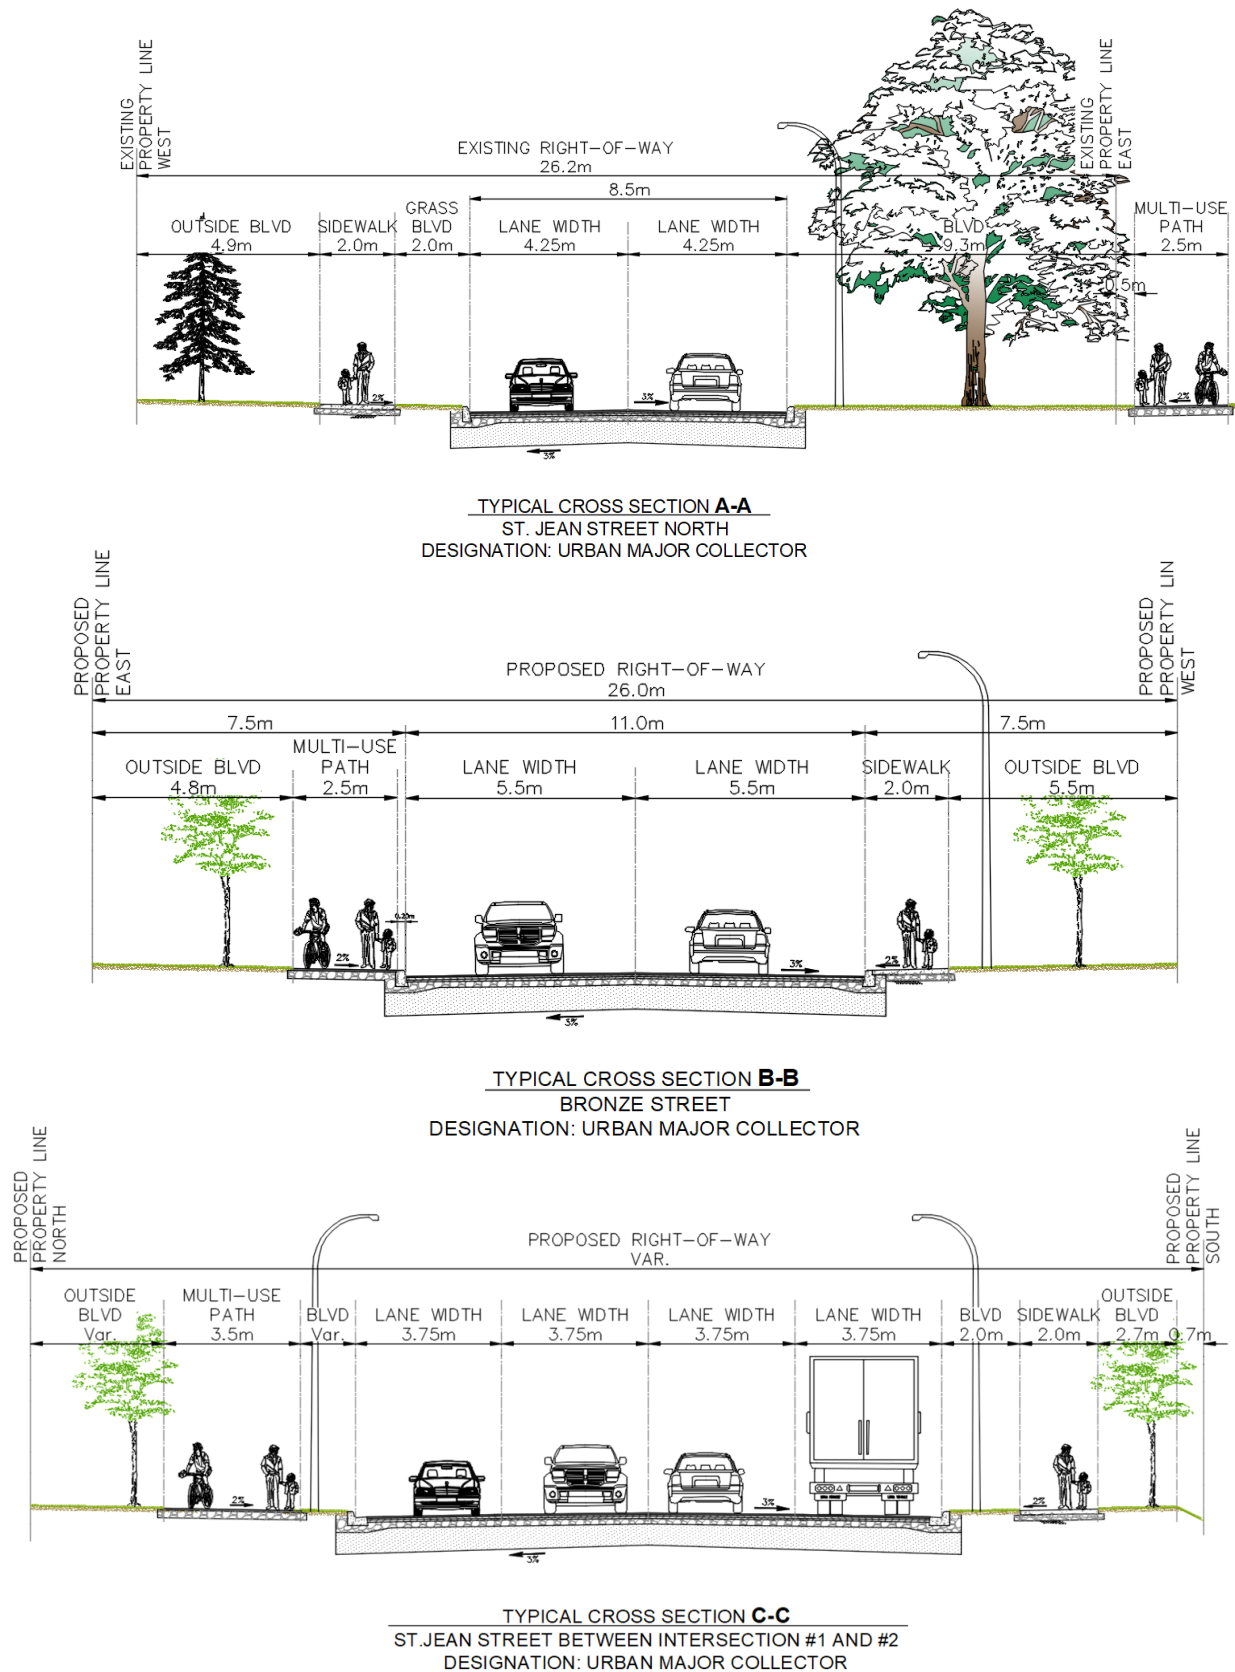 EXISTING
PROPERTY LINE
WEST
EXISTING
PROPERTY LINE
EAST
EXISTING RIGHT-OF-WAY
26.2m
8.5m
OUTSIDE BLVD
4.9m
SIDEWALK
2.0m
GRASS
BLVD
2.0m
LANE WIDTH
4.25m
LANE WIDTH
4.25m
BLVD
9.3m
MULTI-USE
PATH
2.5m
0.5m
2%
3%
2%
3%
TYPICAL CROSS SECTION A-A
ST. JEAN STREET NORTH
DESIGNATION: URBAN MAJOR COLLECTOR
PROPOSED
PROPERTY LINE
EAST
PROPOSED
PROPERTY LIN
WEST
PROPOSED RIGHT-OF-WAY
26.0m
7.5m
11.0m
7.5m
OUTSIDE BLVD
4.8m
MULTI-USE
PATH
2.5m
LANE WIDTH
5.5m
LANE WIDTH
5.5m
SIDEWALK
2.0m
OUTSIDE BLVD
5.5m
0.20m
2%
3%
2%
3%
TYPICAL CROSS SECTION B-B
BRONZE STREET
DESIGNATION: URBAN MAJOR COLLECTOR
PROPOSED
PROPERTY LINE
NORTH
PROPOSED
PROPERTY LINE
SOUTH
PROPOSED RIGHT-OF-WAY
VAR.
OUTSIDE
BLVD
Var.
MULTI-USE
PATH
3.5m
BLVD
Var.
LANE WIDTH
3.75m
LANE WIDTH
3.75m
LANE WIDTH
3.75m
LANE WIDTH
3.75m
BLVD
2.0m
SIDEWALK
2.0m
OUTSIDE
BLVD
2.7m
0.7m
2%
3%
2%
3%
TYPICAL CROSS SECTION C-C
ST.JEAN STREET BETWEEN INTERSECTION #1 AND #2
DESIGNATION: URBAN MAJOR COLLECTOR